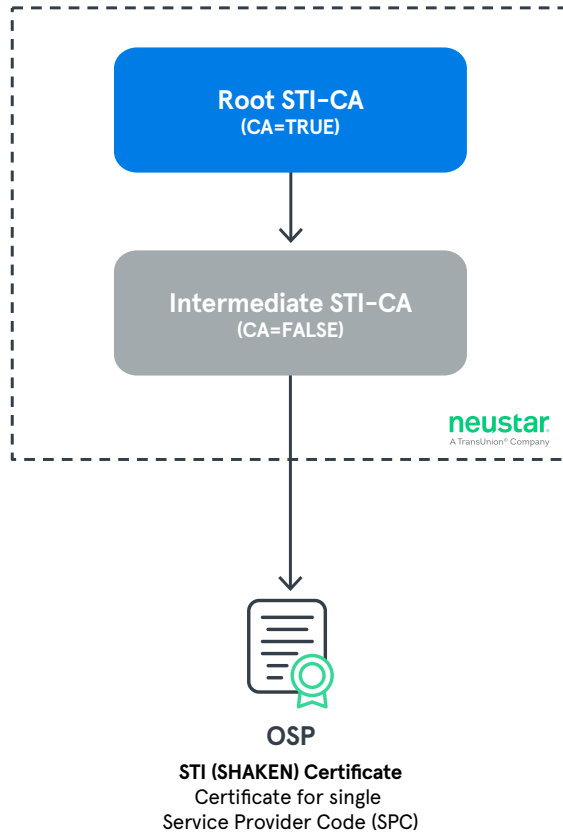 Root STI-CA
(CA=TRUE)
Intermediate STI-CA
(CA=FALSE)
neustar
A TransUnion® Company
OSP
STI (SHAKEN) Certificate
Certificate for single
Service Provider Code (SPC)